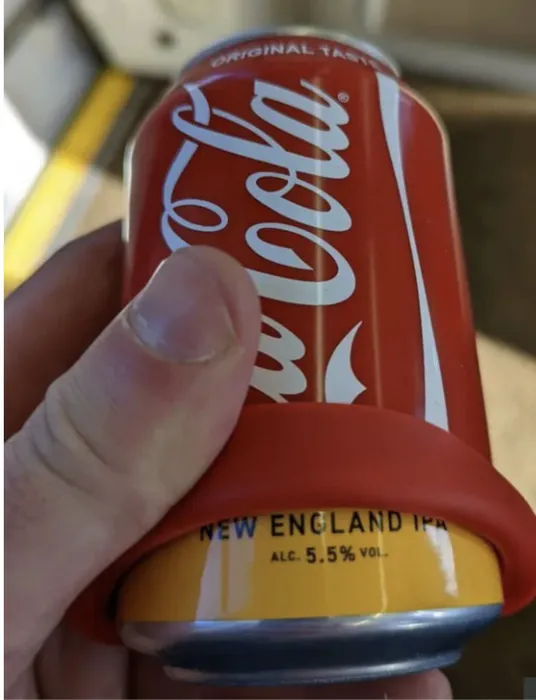 ORIGINAL TASTE
Coca Cola®
NEW ENGLAND IPA
ALC. 5.5% VOL.